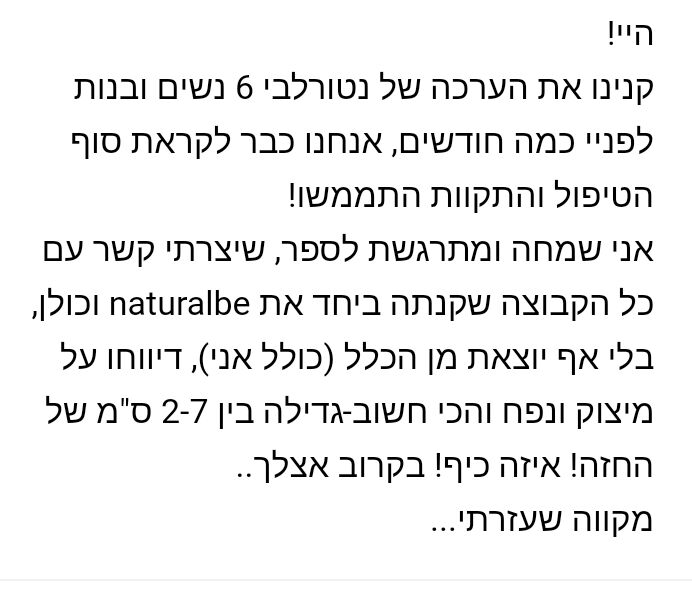 היי!
קנינו את הערכה של נטורלבי 6 נשים ובנות
לפניי כמה חודשים, אנחנו כבר לקראת סוף
הטיפול והתקוות התממשו!
אני שמחה ומתרגשת לספר, שיצרתי קשר עם
כל הקבוצה שקנתה ביחד את naturalbe וכולן,
בלי אף יוצאת מן הכלל (כולל אני), דיווחו על
מיצוק ונפח והכי חשוב-גדילה בין 2-7 ס"מ של
החזה! איזה כיף! בקרוב אצלך..
מקווה שעזרתי...